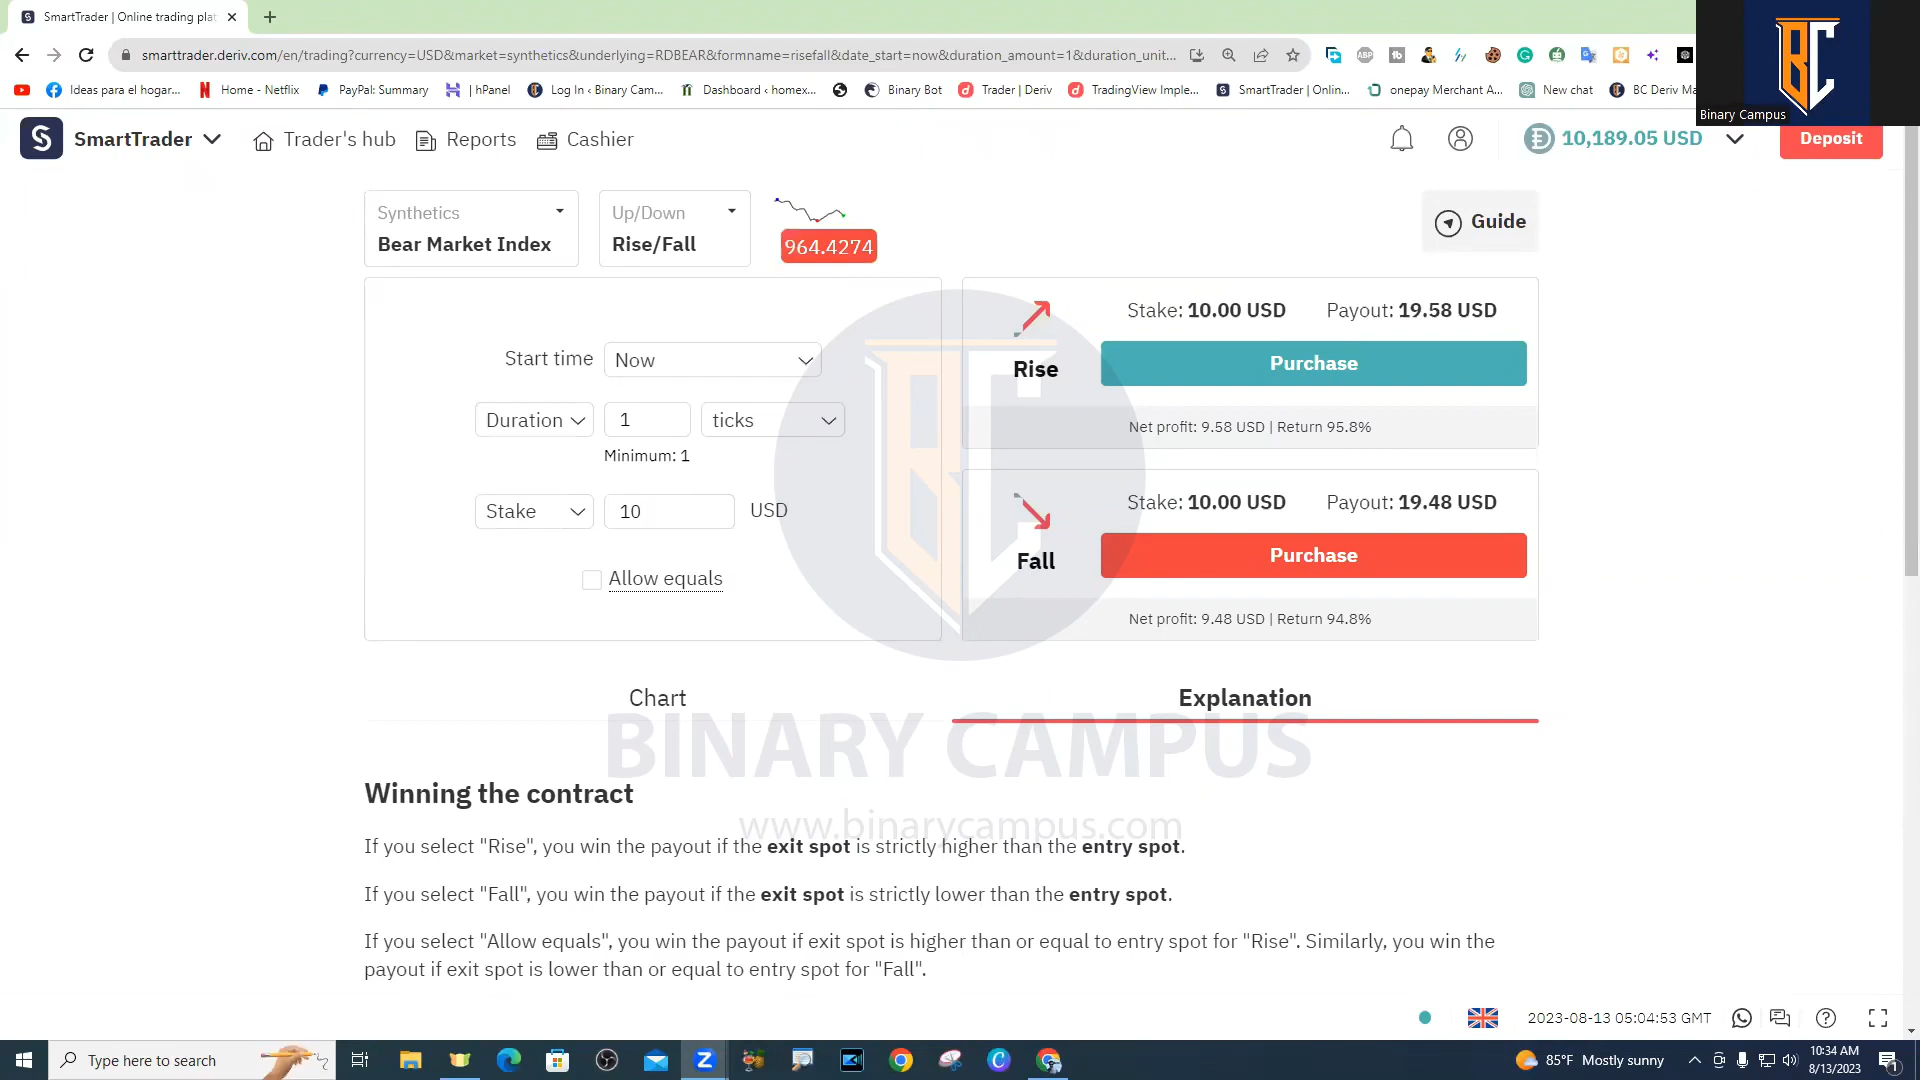 SmartTrader | Online trading plat
smarttrader.deriv.com/en/trading?currency=USD&market=synthetics&underlying=RDBEAR&formname=risefall&date_start=now&duration_amount=1&duration_unit...
Ideas para el hogar... Home - Netflix PayPal: Summary | hPanel Log In ‹ Binary Cam... Dashboard ‹ homex... Binary Bot Trader | Deriv TradingView Imple... SmartTrader | Onlin... onepay Merchant A... New chat BC Deriv Ma
BC
Binary Campus
SmartTrader Trader's hub Reports Cashier 10,189.05 USD Deposit
Synthetics
Bear Market Index
Up/Down
Rise/Fall
964.4274
Guide
Start time Now
Duration 1 ticks
Minimum: 1
Stake 10 USD
Allow equals
Rise
Stake: 10.00 USD Payout: 19.58 USD
Purchase
Net profit: 9.58 USD | Return 95.8%
Fall
Stake: 10.00 USD Payout: 19.48 USD
Purchase
Net profit: 9.48 USD | Return 94.8%
Chart Explanation
BINARY CAMPUS
www.binarycampus.com
Winning the contract
If you select "Rise", you win the payout if the exit spot is strictly higher than the entry spot.
If you select "Fall", you win the payout if the exit spot is strictly lower than the entry spot.
If you select "Allow equals", you win the payout if exit spot is higher than or equal to entry spot for "Rise". Similarly, you win the
payout if exit spot is lower than or equal to entry spot for "Fall".
2023-08-13 05:04:53 GMT
Type here to search
85°F Mostly sunny
10:34 AM
8/13/2023
1